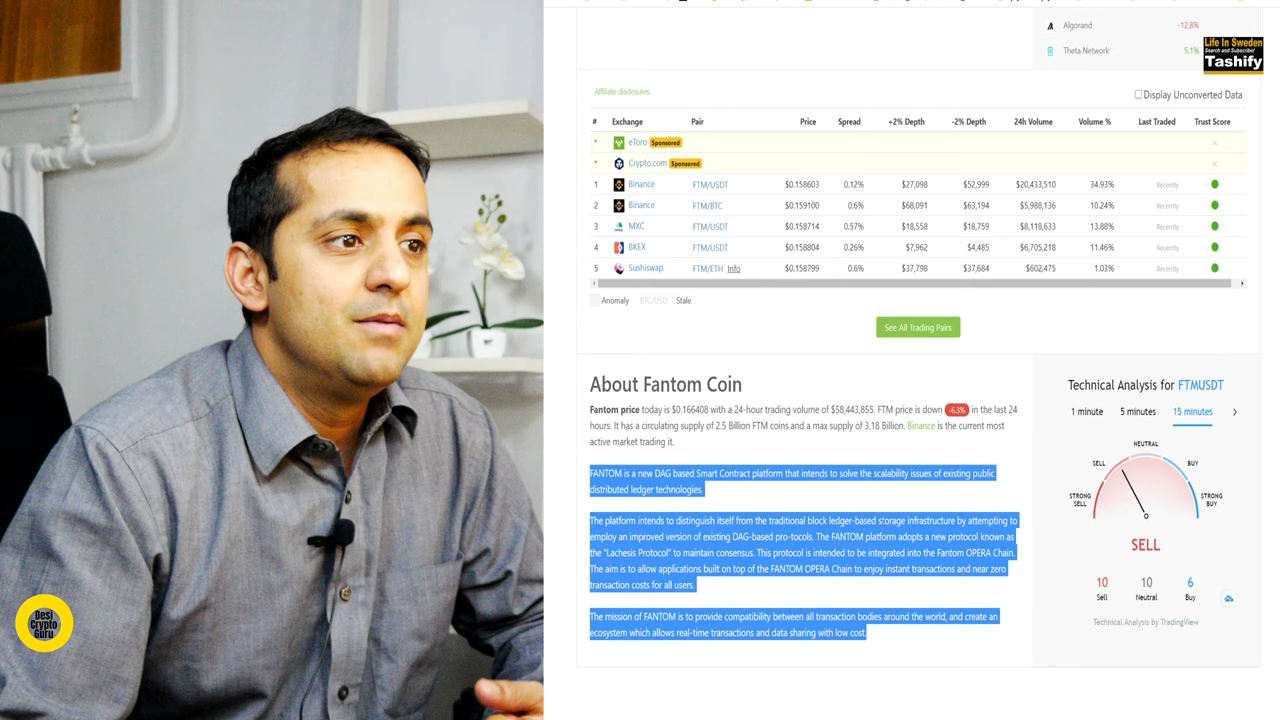 Algorand -12.8%
Theta Network 5.1%
Life In Sweden
Search and Subscribe!
Tashify
Affiliate disclosures
Display Unconverted Data
# Exchange Pair Price Spread +2% Depth -2% Depth 24h Volume Volume % Last Traded Trust Score
* eToro Sponsored
* Crypto.com Sponsored
1 Binance FTM/USDT $0.158603 0.12% $27,098 $52,999 $20,433,510 34.93% Recently
2 Binance FTM/BTC $0.159100 0.6% $68,091 $63,194 $5,988,136 10.24% Recently
3 MXC FTM/USDT $0.158714 0.57% $18,558 $18,759 $8,118,633 13.88% Recently
4 BKEX FTM/USDT $0.158804 0.26% $7,962 $4,485 $6,705,218 11.46% Recently
5 Sushiswap FTM/ETH Info $0.158799 0.6% $37,798 $37,684 $602,475 1.03% Recently
Anomaly BTC/USD Stale
See All Trading Pairs
About Fantom Coin
Fantom price today is $0.166408 with a 24-hour trading volume of $58,443,855. FTM price is down -6.3% in the last 24
hours. It has a circulating supply of 2.5 Billion FTM coins and a max supply of 3.18 Billion. Binance is the current most
active market trading it.
FANTOM is a new DAG based Smart Contract platform that intends to solve the scalability issues of existing public
distributed ledger technologies.
The platform intends to distinguish itself from the traditional block ledger-based storage infrastructure by attempting to
employ an improved version of existing DAG-based pro-tocols. The FANTOM platform adopts a new protocol known as
the "Lachesis Protocol" to maintain consensus. This protocol is intended to be integrated into the Fantom OPERA Chain.
The aim is to allow applications built on top of the FANTOM OPERA Chain to enjoy instant transactions and near zero
transaction costs for all users.
The mission of FANTOM is to provide compatibility between all transaction bodies around the world, and create an
ecosystem which allows real-time transactions and data sharing with low cost.
Technical Analysis for FTMUSDT
1 minute 5 minutes 15 minutes
NEUTRAL
SELL BUY
STRONG SELL STRONG BUY
SELL
10 10 6
Sell Neutral Buy
Technical Analysis by TradingView
Desi
Crypto
Guru